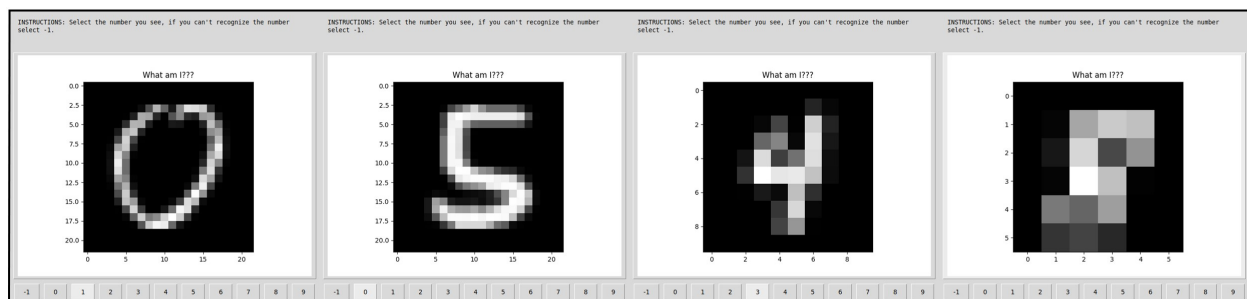 INSTRUCTIONS: Select the number you see, if you can't recognize the number
select -1.
What am I???
0.0
2.5
5.0
7.5
10.0
12.5
15.0
17.5
20.0
0 5 10 15 20
-1 0 1 2 3 4 5 6 7 8 9
INSTRUCTIONS: Select the number you see, if you can't recognize the number
select -1.
What am I???
0.0
2.5
5.0
7.5
10.0
12.5
15.0
17.5
20.0
0 5 10 15 20
-1 0 1 2 3 4 5 6 7 8 9
INSTRUCTIONS: Select the number you see, if you can't recognize the number
select -1.
What am I???
0
2
4
6
8
0 2 4 6 8
-1 0 1 2 3 4 5 6 7 8 9
INSTRUCTIONS: Select the number you see, if you can't recognize the number
select -1.
What am I???
0
1
2
3
4
5
0 1 2 3 4 5
-1 0 1 2 3 4 5 6 7 8 9